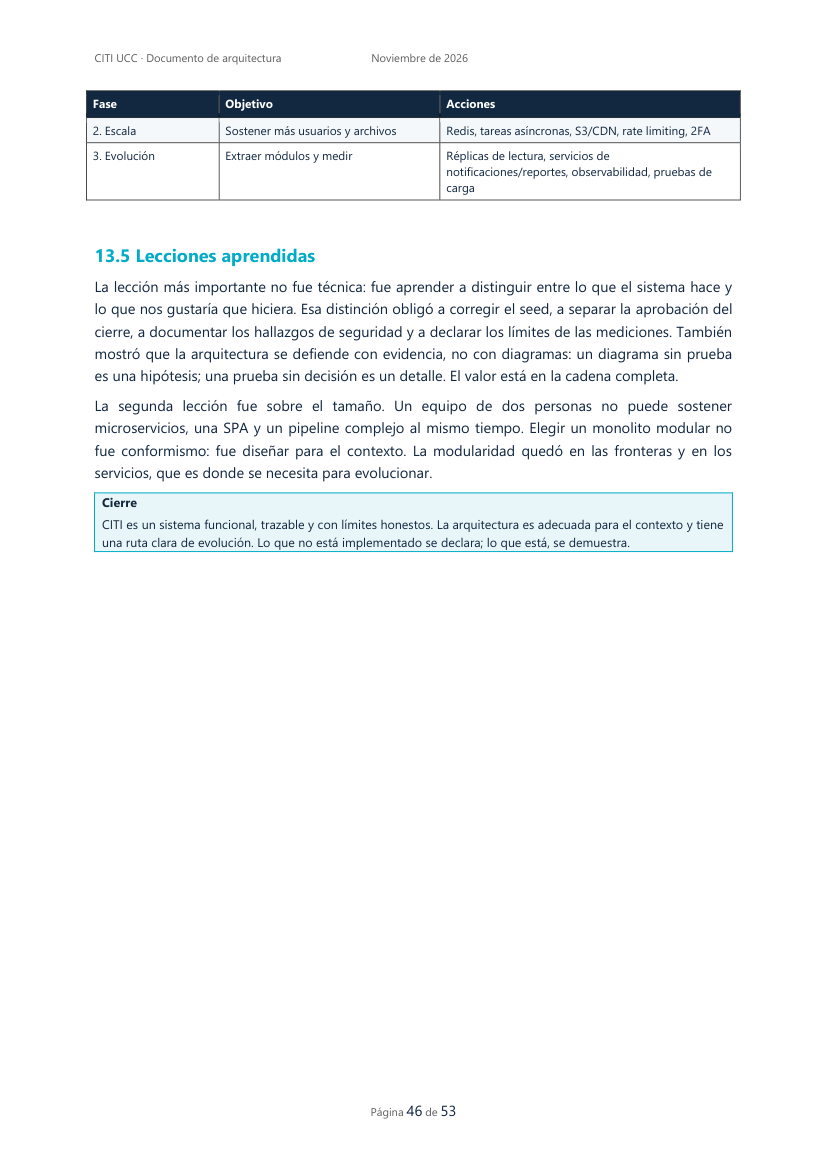 CITI UCC · Documento de arquitectura Noviembre de 2026
Fase Objetivo Acciones
2. Escala Sostener más usuarios y archivos Redis, tareas asíncronas, S3/CDN, rate limiting, 2FA
3. Evolución Extraer módulos y medir Réplicas de lectura, servicios de
notificaciones/reportes, observabilidad, pruebas de
carga
13.5 Lecciones aprendidas
La lección más importante no fue técnica: fue aprender a distinguir entre lo que el sistema hace y
lo que nos gustaría que hiciera. Esa distinción obligó a corregir el seed, a separar la aprobación del
cierre, a documentar los hallazgos de seguridad y a declarar los límites de las mediciones. También
mostró que la arquitectura se defiende con evidencia, no con diagramas: un diagrama sin prueba
es una hipótesis; una prueba sin decisión es un detalle. El valor está en la cadena completa.
La segunda lección fue sobre el tamaño. Un equipo de dos personas no puede sostener
microservicios, una SPA y un pipeline complejo al mismo tiempo. Elegir un monolito modular no
fue conformismo: fue diseñar para el contexto. La modularidad quedó en las fronteras y en los
servicios, que es donde se necesita para evolucionar.
Cierre
CITI es un sistema funcional, trazable y con límites honestos. La arquitectura es adecuada para el contexto y tiene
una ruta clara de evolución. Lo que no está implementado se declara; lo que está, se demuestra.
Página 46 de 53